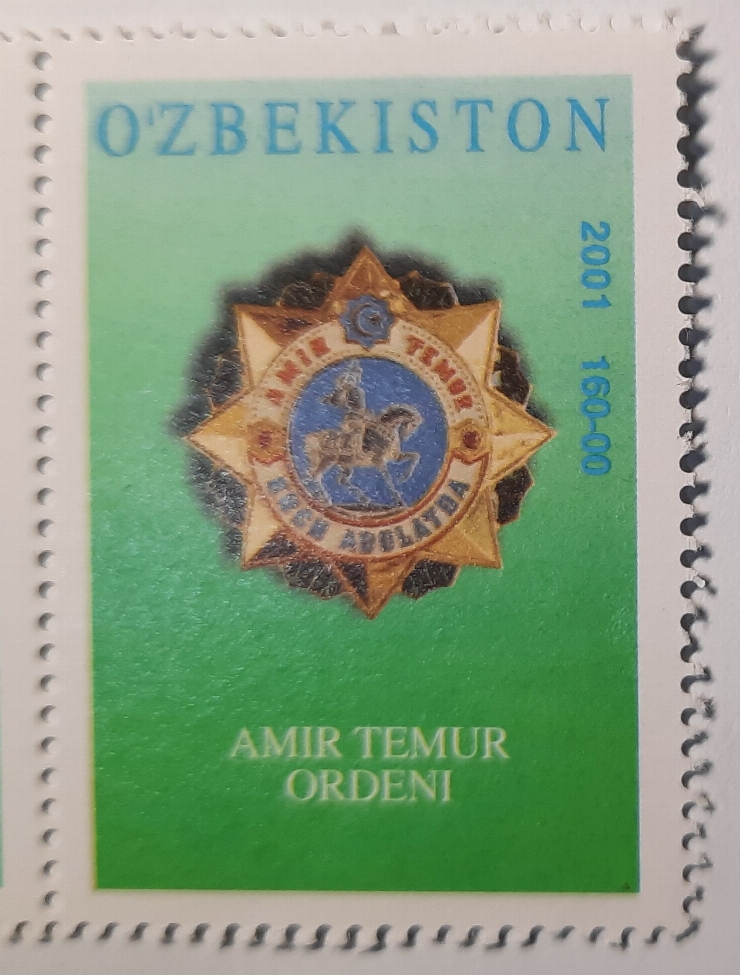 O'ZBEKISTON
2001 160-00
AMIR TEMUR
KUCH ADOLATDA
AMIR TEMUR
ORDENI